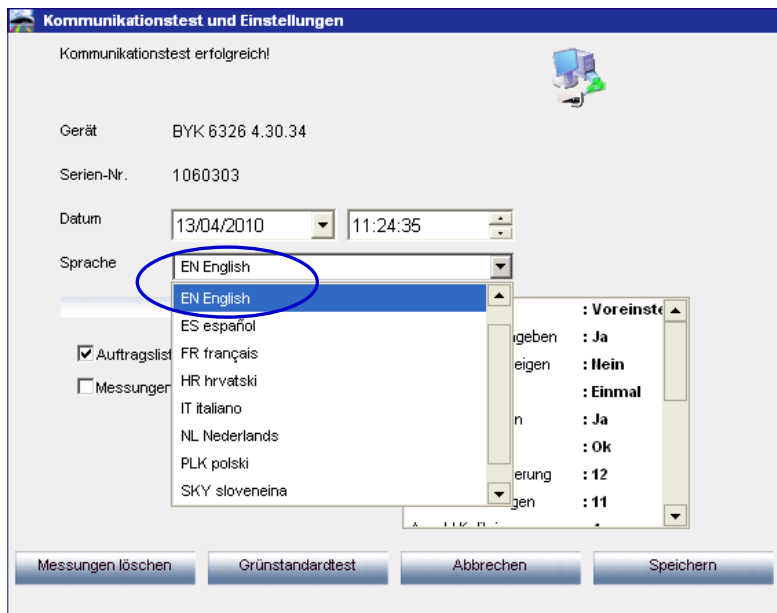 Kommunikationstest und Einstellungen
Kommunikationstest erfolgreich!
Gerät BYK 6326 4.30.34
Serien-Nr. 1060303
Datum 13/04/2010 11:24:35
Sprache EN English
EN English
ES español
FR français
HR hrvatski
IT italiano
NL Nederlands
PLK polski
SKY sloveneina
Auftragslist
Messungen
: Voreinste
geben : Ja
eigen : Nein
: Einmal
n : Ja
: Ok
erung : 12
gen : 11
Messungen löschen Grünstandardtest Abbrechen Speichern